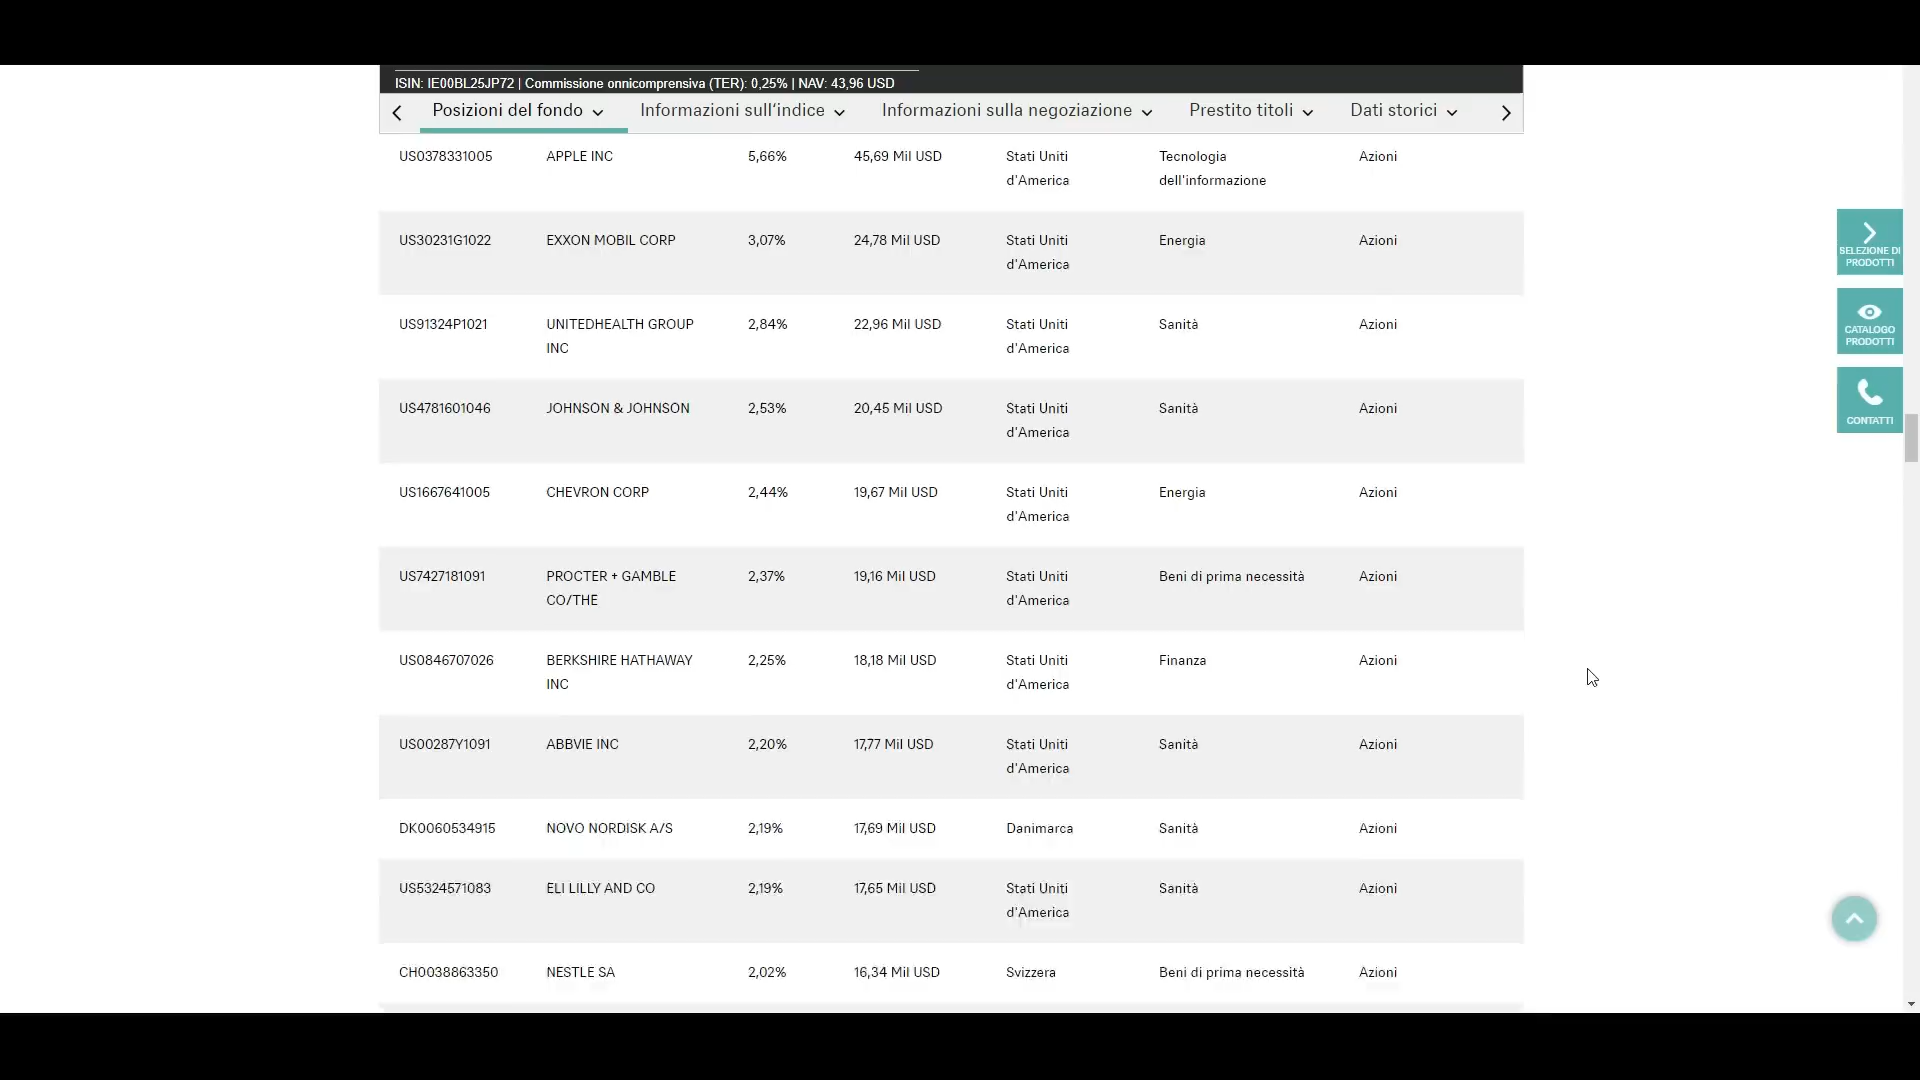 ISIN: IE00BL25JP72 | Commissione onnicomprensiva (TER): 0,25% | NAV: 43,96 USD
Posizioni del fondo Informazioni sull'indice Informazioni sulla negoziazione Prestito titoli Dati storici
US0378331005 APPLE INC 5,66% 45,69 Mil USD Stati Uniti Tecnologia Azioni
d'America dell'informazione
US30231G1022 EXXON MOBIL CORP 3,07% 24,78 Mil USD Stati Uniti Energia Azioni
d'America
US91324P1021 UNITEDHEALTH GROUP 2,84% 22,96 Mil USD Stati Uniti Sanità Azioni
INC d'America
US4781601046 JOHNSON & JOHNSON 2,53% 20,45 Mil USD Stati Uniti Sanità Azioni
d'America
US1667641005 CHEVRON CORP 2,44% 19,67 Mil USD Stati Uniti Energia Azioni
d'America
US7427181091 PROCTER + GAMBLE 2,37% 19,16 Mil USD Stati Uniti Beni di prima necessità Azioni
CO/THE d'America
US0846707026 BERKSHIRE HATHAWAY 2,25% 18,18 Mil USD Stati Uniti Finanza Azioni
INC d'America
US00287Y1091 ABBVIE INC 2,20% 17,77 Mil USD Stati Uniti Sanità Azioni
d'America
DK0060534915 NOVO NORDISK A/S 2,19% 17,69 Mil USD Danimarca Sanità Azioni
US5324571083 ELI LILLY AND CO 2,19% 17,65 Mil USD Stati Uniti Sanità Azioni
d'America
CH0038863350 NESTLE SA 2,02% 16,34 Mil USD Svizzera Beni di prima necessità Azioni
SELEZIONE DI
PRODOTTI
CATALOGO
PRODOTTI
CONTATTI